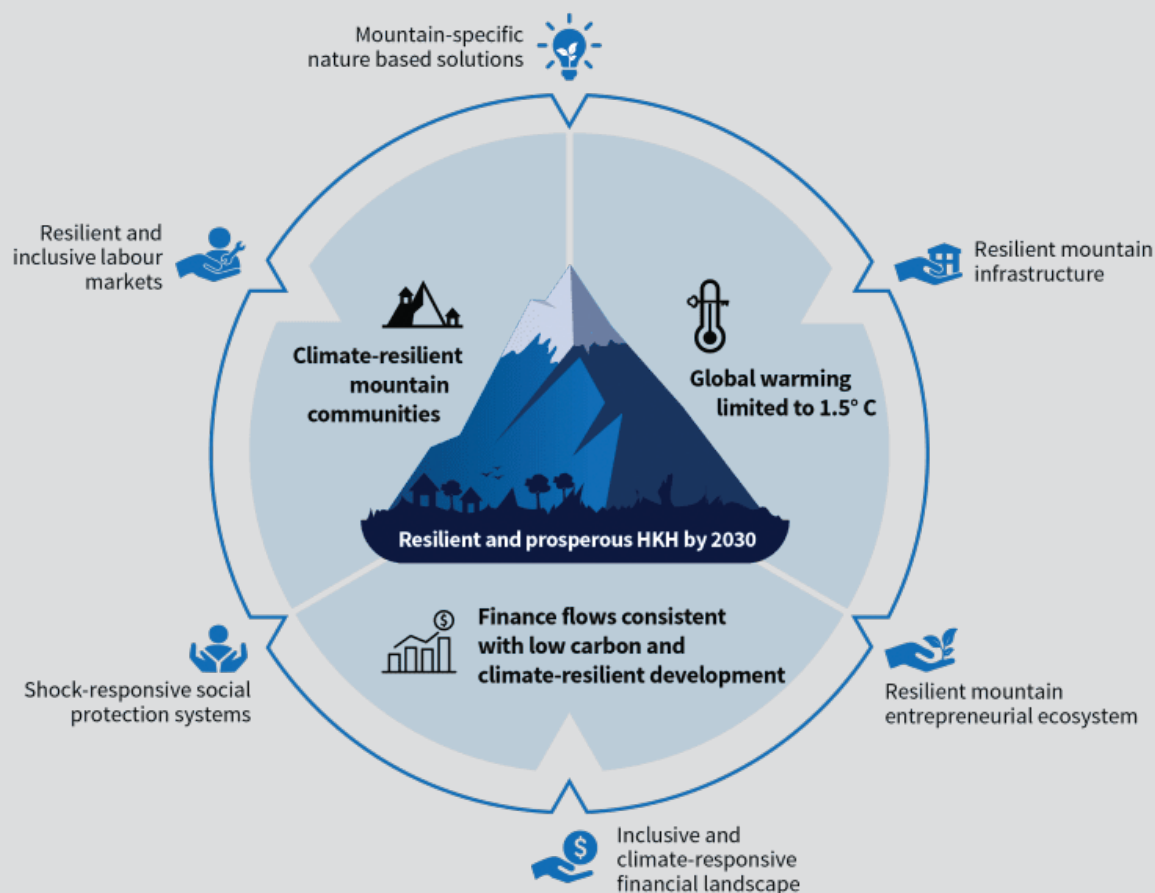 Mountain-specific
nature based solutions
Resilient and
inclusive labour
markets
Resilient mountain
infrastructure
Climate-resilient
mountain
communities
Global warming
limited to 1.5° C
Resilient and prosperous HKH by 2030
$
Finance flows consistent
with low carbon and
climate-resilient development
Shock-responsive social
protection systems
Resilient mountain
entrepreneurial ecosystem
$
Inclusive and
climate-responsive
financial landscape